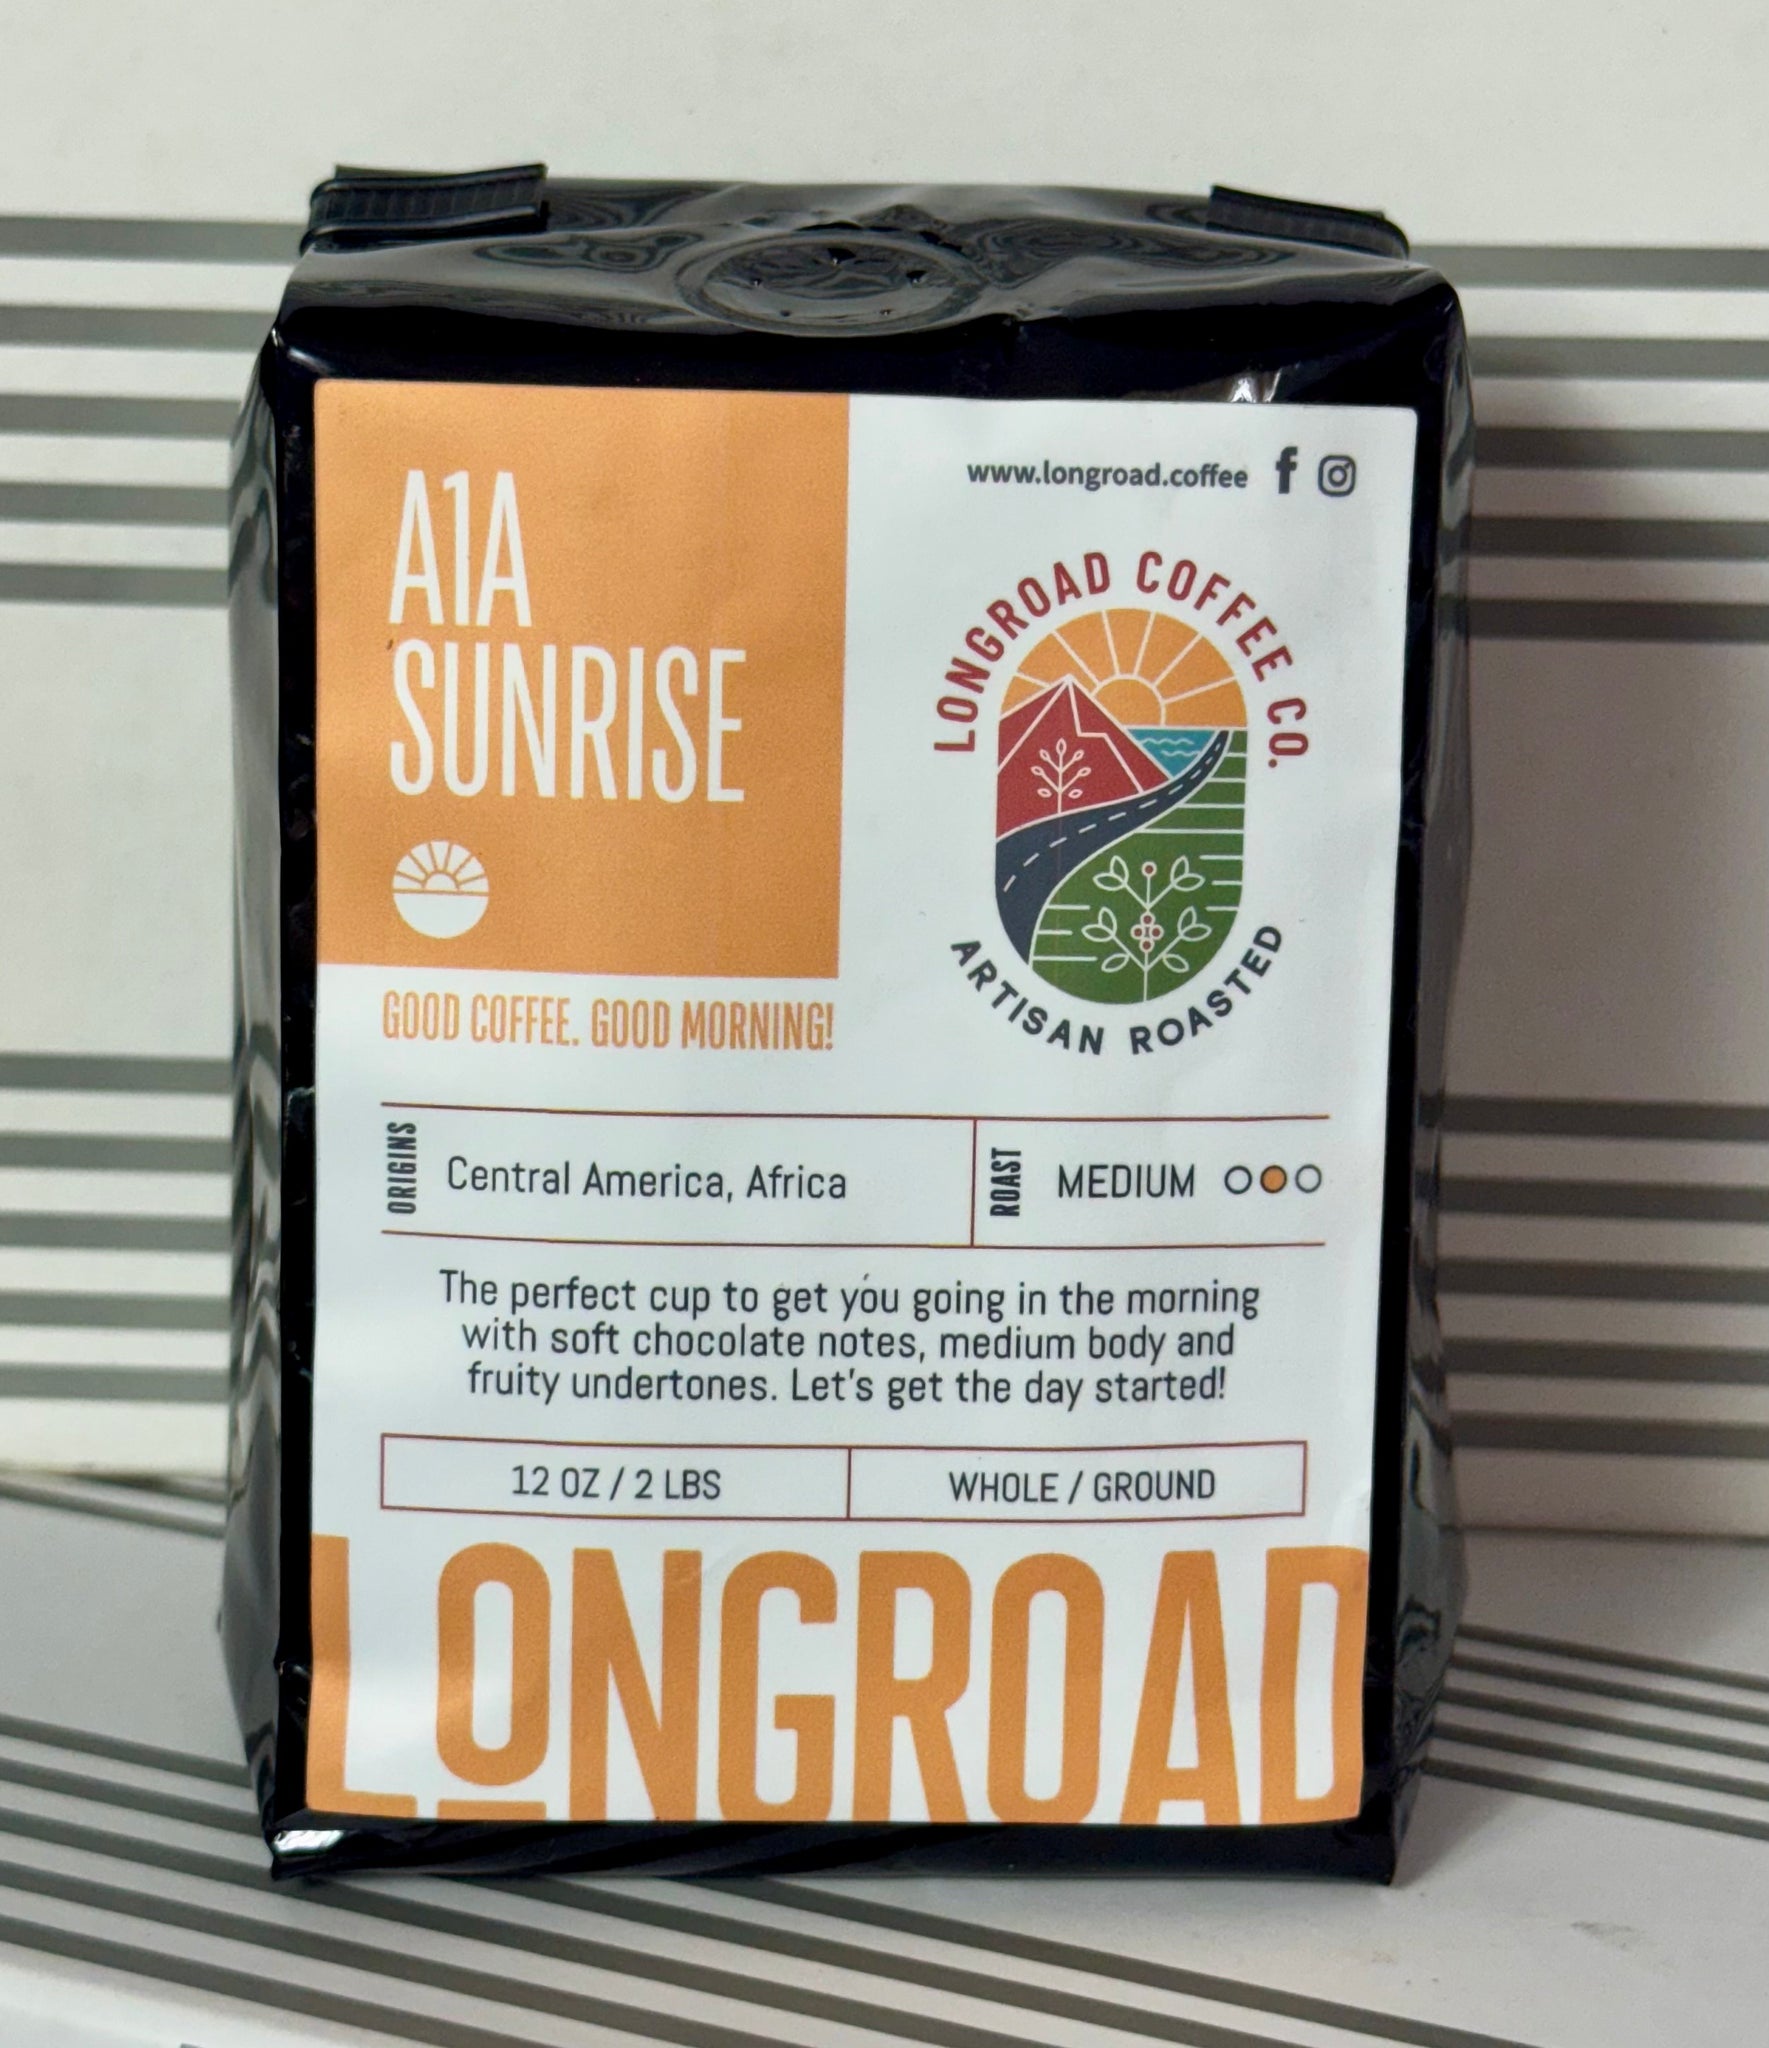 A1A
SUNRISE
GOOD COFFEE. GOOD MORNING!
www.longroad.coffee
LONGROAD COFFEE CO.
ARTISAN ROASTED
ORIGINS
Central America, Africa
ROAST
MEDIUM
The perfect cup to get you going in the morning
with soft chocolate notes, medium body and
fruity undertones. Let's get the day started!
12 OZ / 2 LBS
WHOLE / GROUND
LONGROAD